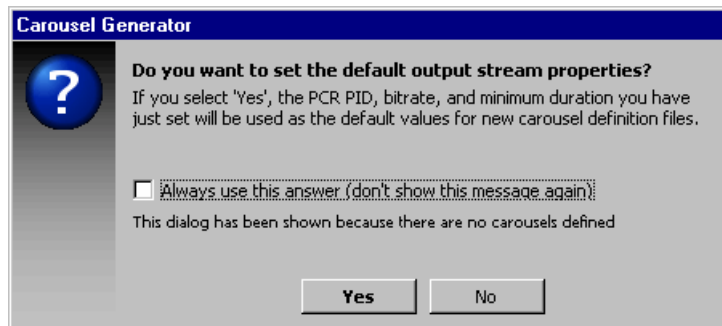 Carousel Generator
?
Do you want to set the default output stream properties?
If you select 'Yes', the PCR PID, bitrate, and minimum duration you have
just set will be used as the default values for new carousel definition files.
Always use this answer (don't show this message again)
This dialog has been shown because there are no carousels defined
Yes No